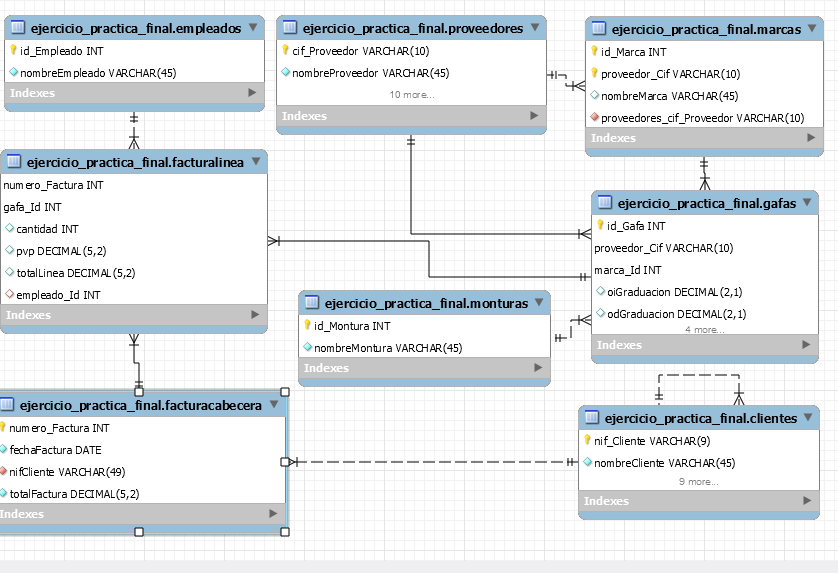 ejercicio_practica_final.empleados
id_Empleado INT
nombreEmpleado VARCHAR(45)
Indexes
ejercicio_practica_final.proveedores
cif_Proveedor VARCHAR(10)
nombreProveedor VARCHAR(45)
10 more...
Indexes
ejercicio_practica_final.marcas
id_Marca INT
proveedor_Cif VARCHAR(10)
nombreMarca VARCHAR(45)
proveedores_cif_Proveedor VARCHAR(10)
Indexes
ejercicio_practica_final.facturalinea
numero_Factura INT
gafa_Id INT
cantidad INT
pvp DECIMAL(5,2)
totalLinea DECIMAL(5,2)
empleado_Id INT
Indexes
ejercicio_practica_final.gafas
id_Gafa INT
proveedor_Cif VARCHAR(10)
marca_Id INT
oiGraduacion DECIMAL(2,1)
odGraduacion DECIMAL(2,1)
4 more...
Indexes
ejercicio_practica_final.monturas
id_Montura INT
nombreMontura VARCHAR(45)
Indexes
ejercicio_practica_final.facturacabecera
numero_Factura INT
fechaFactura DATE
nifCliente VARCHAR(49)
totalFactura DECIMAL(5,2)
Indexes
ejercicio_practica_final.clientes
nif_Cliente VARCHAR(9)
nombreCliente VARCHAR(45)
9 more...
Indexes